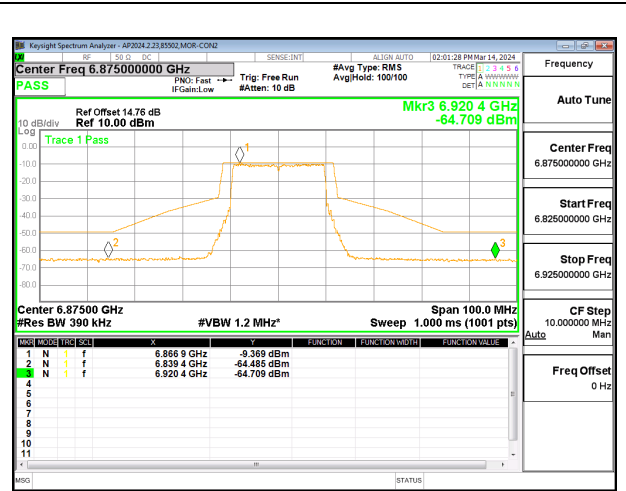 Keysight Spectrum Analyzer - AP2024.2.23,85502,MOR-CON2
RF 50 Ω DC SENSE:INT ALIGN AUTO 02:01:28 PM Mar 14, 2024
Center Freq 6.875000000 GHz
PASS
PNO: Fast
IFGain:Low
Trig: Free Run
#Atten: 10 dB
#Avg Type: RMS
Avg|Hold: 100/100
TRACE 1 2 3 4 5 6
TYPE A WWWWW
DET A N N N N N
Ref Offset 14.76 dB
10 dB/div Ref 10.00 dBm
Mkr3 6.920 4 GHz
-64.709 dBm
Log
Trace 1 Pass
0.00
-10.0
-20.0
-30.0
-40.0
-50.0
-60.0
-70.0
-80.0
1
2
3
Center 6.87500 GHz Span 100.0 MHz
#Res BW 390 kHz #VBW 1.2 MHz* Sweep 1.000 ms (1001 pts)
MKR MODE TRC SCL X Y FUNCTION FUNCTION WIDTH FUNCTION VALUE
1 N 1 f 6.866 9 GHz -9.369 dBm
2 N 1 f 6.839 4 GHz -64.485 dBm
3 N 1 f 6.920 4 GHz -64.709 dBm
4
5
6
7
8
9
10
11
MSG STATUS
Frequency
Auto Tune
Center Freq
6.875000000 GHz
Start Freq
6.825000000 GHz
Stop Freq
6.925000000 GHz
CF Step
10.000000 MHz
Auto Man
Freq Offset
0 Hz